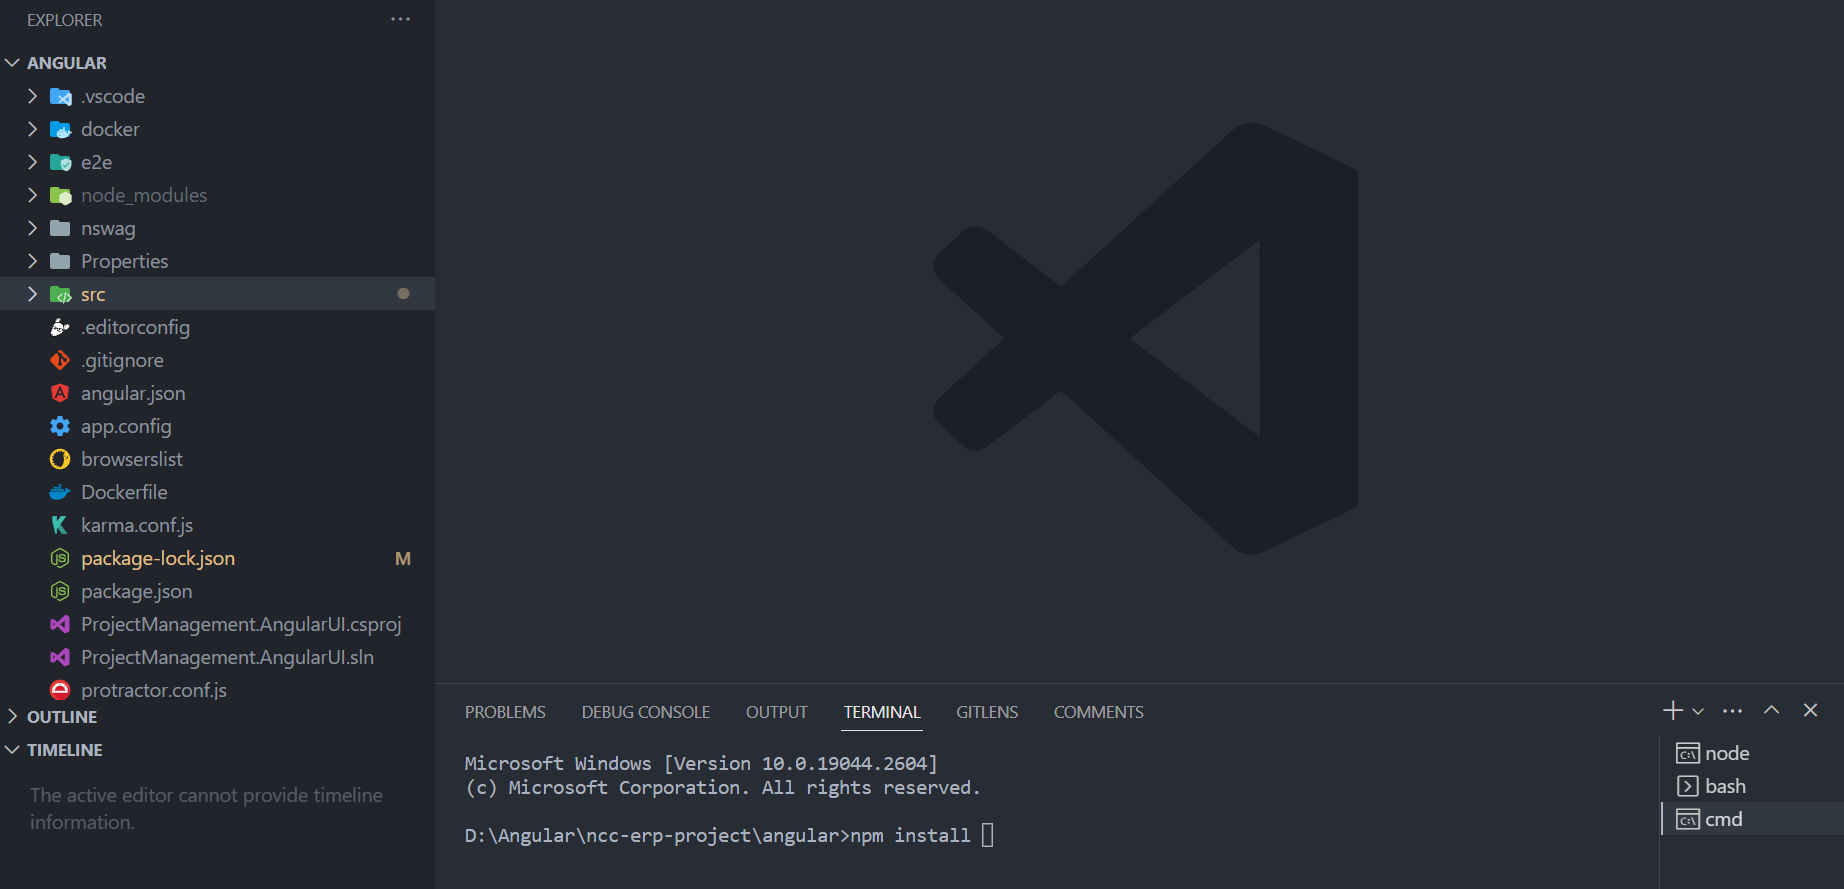 EXPLORER
ANGULAR
.vscode
docker
e2e
node_modules
nswag
Properties
src
.editorconfig
.gitignore
angular.json
app.config
browserslist
Dockerfile
karma.conf.js
package-lock.json M
package.json
ProjectManagement.AngularUI.csproj
ProjectManagement.AngularUI.sln
protractor.conf.js
OUTLINE
TIMELINE
The active editor cannot provide timeline
information.
PROBLEMS DEBUG CONSOLE OUTPUT TERMINAL GITLENS COMMENTS
Microsoft Windows [Version 10.0.19044.2604]
(c) Microsoft Corporation. All rights reserved.
D:\Angular\ncc-erp-project\angular>npm install
node
bash
cmd